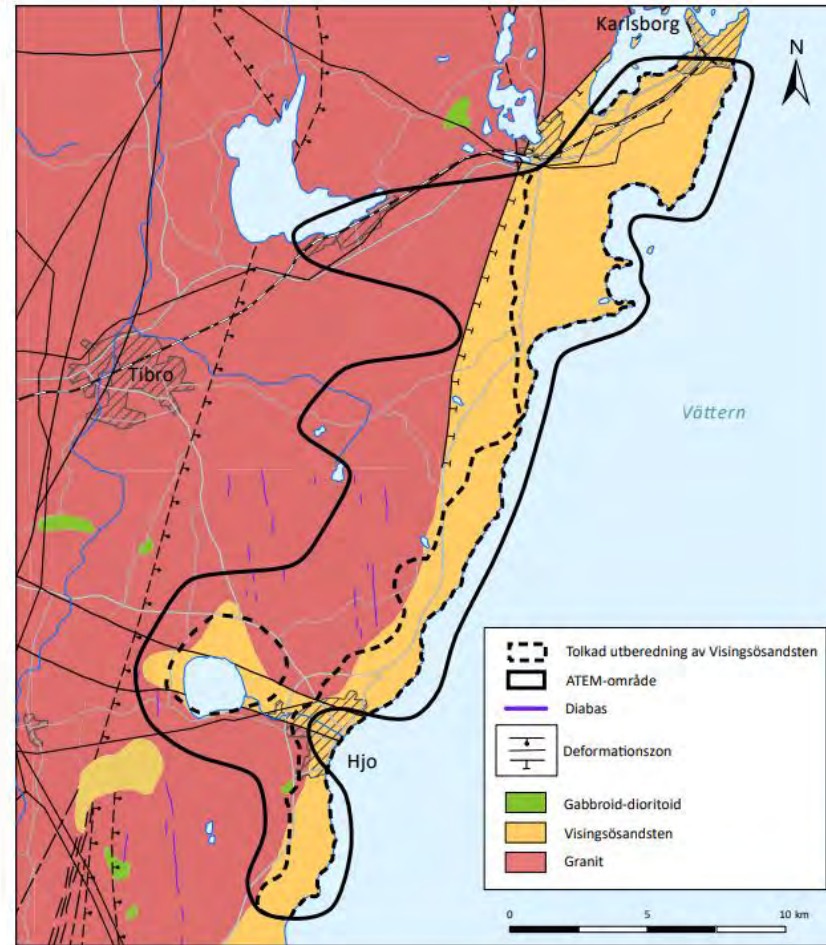 Karlsborg
N
Tibro
Vättern
Hjo
Tolkad utberedning av Visingsösandsten
ATEM-område
Diabas
Deformationszon
Gabbroid-dioritoid
Visingsösandsten
Granit
0 5 10 km